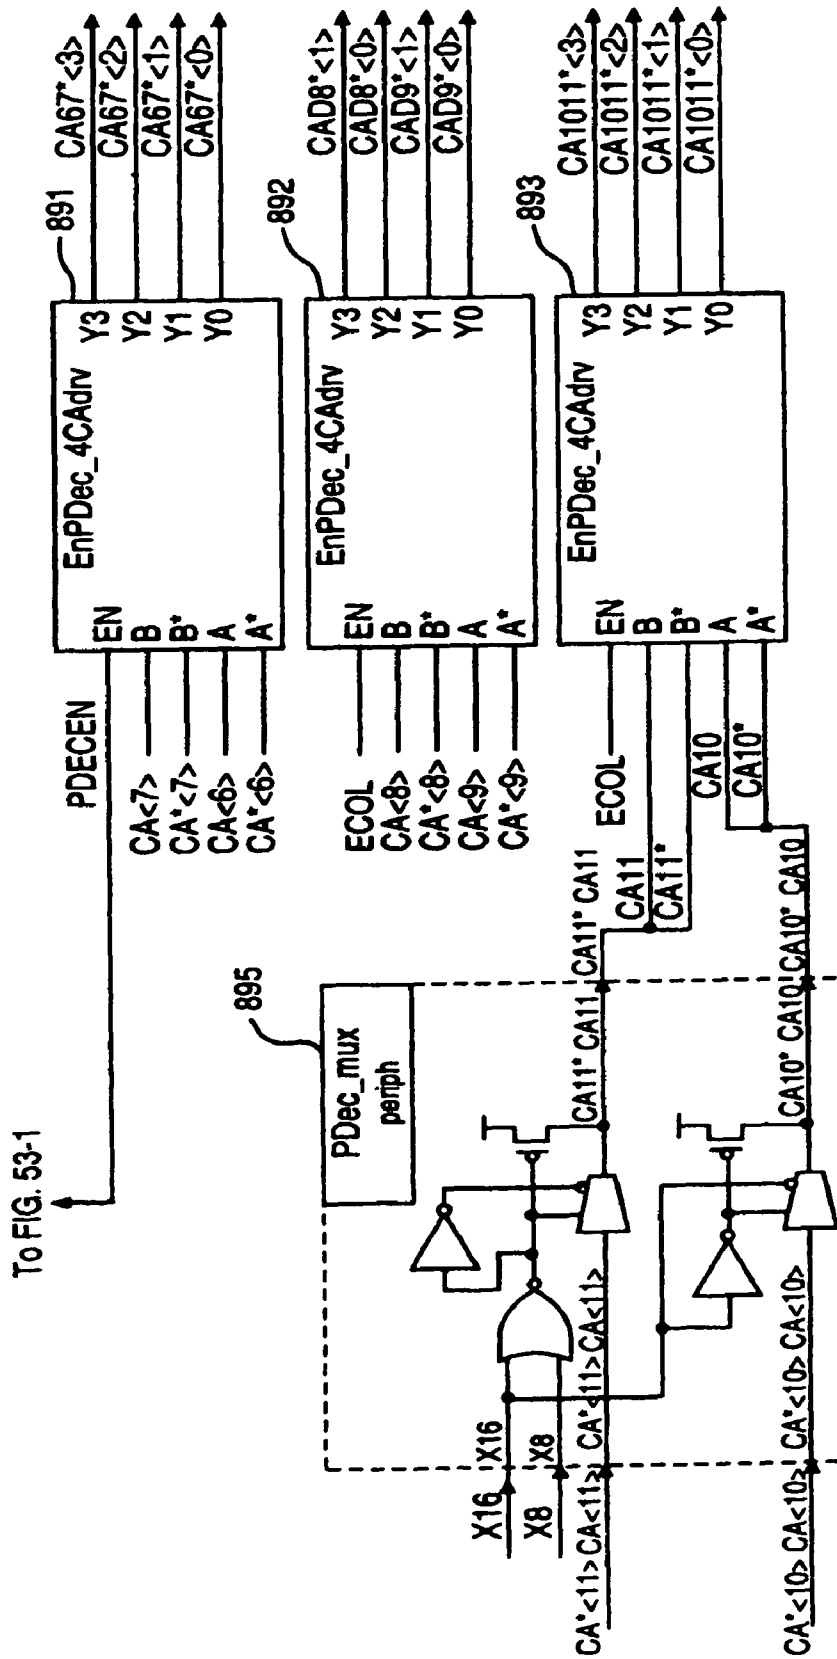 To FIG. 53-1
PDECEN
891
EnPDec_4CAdrv
EN
B
B*
A
A*
CA<7>
CA*<7>
CA<6>
CA*<6>
Y3
Y2
Y1
Y0
CA67*<3>
CA67*<2>
CA67*<1>
CA67*<0>
892
EnPDec_4CAdrv
EN
B
B*
A
A*
ECOL
CA<8>
CA*<8>
CA<9>
CA*<9>
Y3
Y2
Y1
Y0
CAD8*<1>
CAD8*<0>
CAD9*<1>
CAD9*<0>
893
EnPDec_4CAdrv
EN
B
B*
A
A*
ECOL
CA11
CA11*
CA10
CA10*
Y3
Y2
Y1
Y0
CA1011*<3>
CA1011*<2>
CA1011*<1>
CA1011*<0>
895
PDec_mux
periph
X16
X16
X8
X8
CA*<11> CA<11>
CA*<11> CA<11>
CA11* CA11
CA11* CA11
CA*<10> CA<10>
CA*<10> CA<10>
CA10* CA10
CA10* CA10